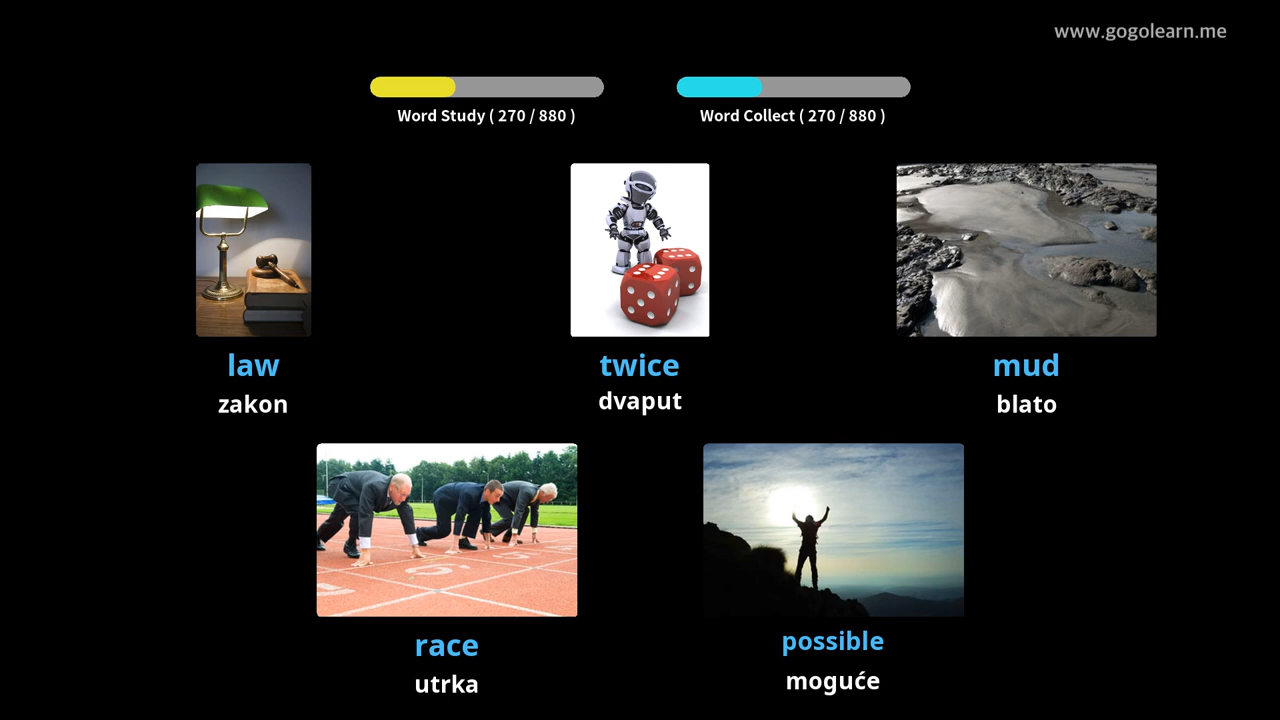 www.gogolearn.me
Word Study ( 270 / 880 )
Word Collect ( 270 / 880 )
law
zakon
twice
dvaput
mud
blato
race
utrka
possible
moguće